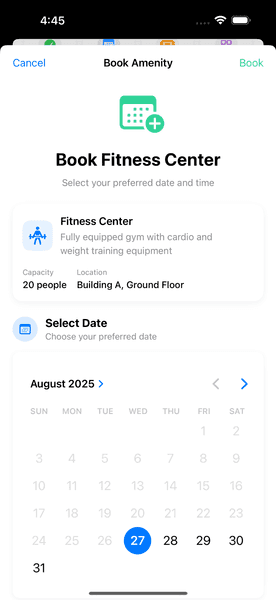 4:45
Cancel Book Amenity Book
Book Fitness Center
Select your preferred date and time
Fitness Center
Fully equipped gym with cardio and
weight training equipment
Capacity Location
20 people Building A, Ground Floor
Select Date
Choose your preferred date
August 2025
SUN MON TUE WED THU FRI SAT
1 2
3 4 5 6 7 8 9
10 11 12 13 14 15 16
17 18 19 20 21 22 23
24 25 26 27 28 29 30
31